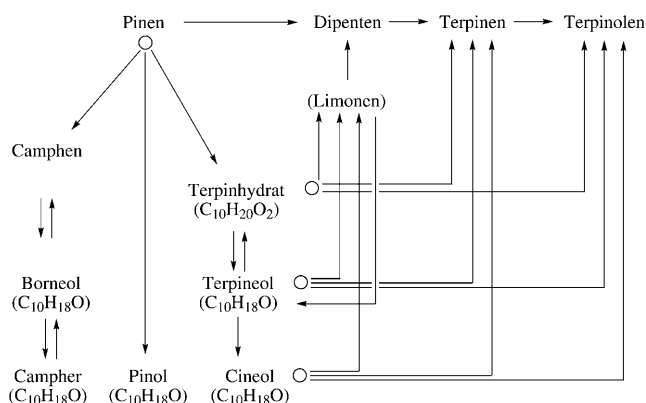 Pinen Dipenten Terpinen Terpinolen
(Limonen)
Camphen
Terpinhydrat
(C₁₀H₂₀O₂)
Borneol Terpineol
(C₁₀H₁₈O) (C₁₀H₁₈O)
Campher Pinol Cineol
(C₁₀H₁₈O) (C₁₀H₁₈O) (C₁₀H₁₈O)